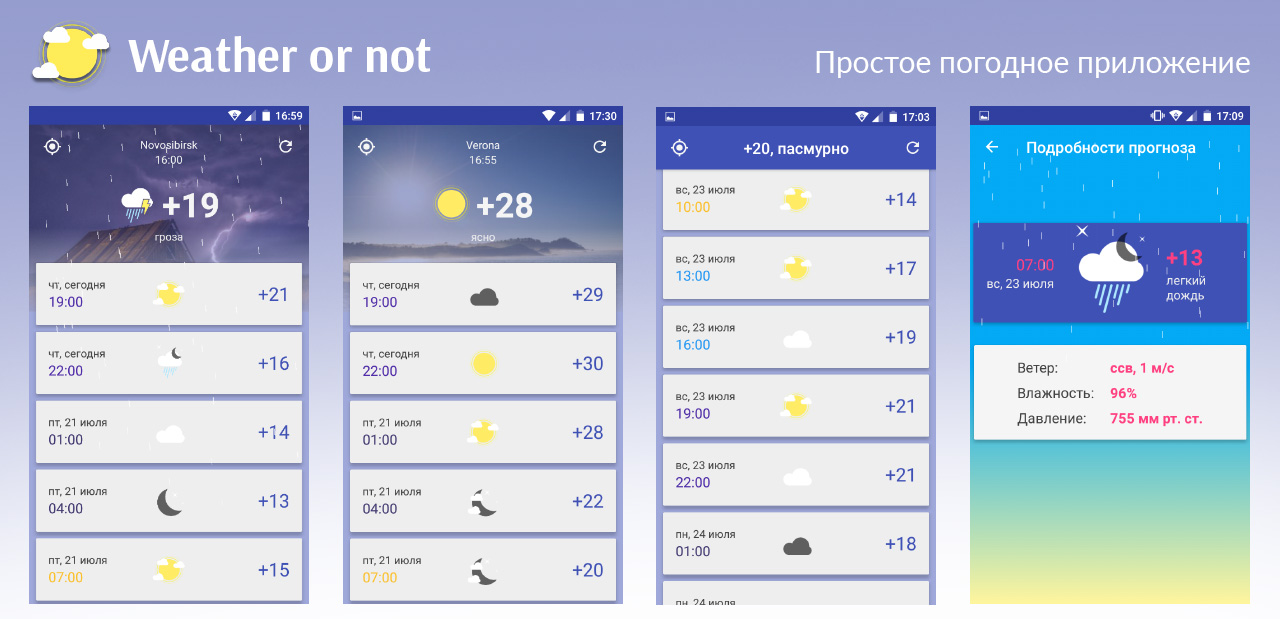 Weather or not
Простое погодное приложение
16:59
Novosibirsk
16:00
+19
гроза
чт, сегодня
19:00
+21
чт, сегодня
22:00
+16
пт, 21 июля
01:00
+14
пт, 21 июля
04:00
+13
пт, 21 июля
07:00
+15
17:30
Verona
16:55
+28
ясно
чт, сегодня
19:00
+29
чт, сегодня
22:00
+30
пт, 21 июля
01:00
+28
пт, 21 июля
04:00
+22
пт, 21 июля
07:00
+20
17:03
+20, пасмурно
вс, 23 июля
10:00
+14
вс, 23 июля
13:00
+17
вс, 23 июля
16:00
+19
вс, 23 июля
19:00
+21
вс, 23 июля
22:00
+21
пн, 24 июля
01:00
+18
пн, 24 июля
17:09
Подробности прогноза
07:00
вс, 23 июля
+13
легкий
дождь
Ветер: ссв, 1 м/с
Влажность: 96%
Давление: 755 мм рт. ст.